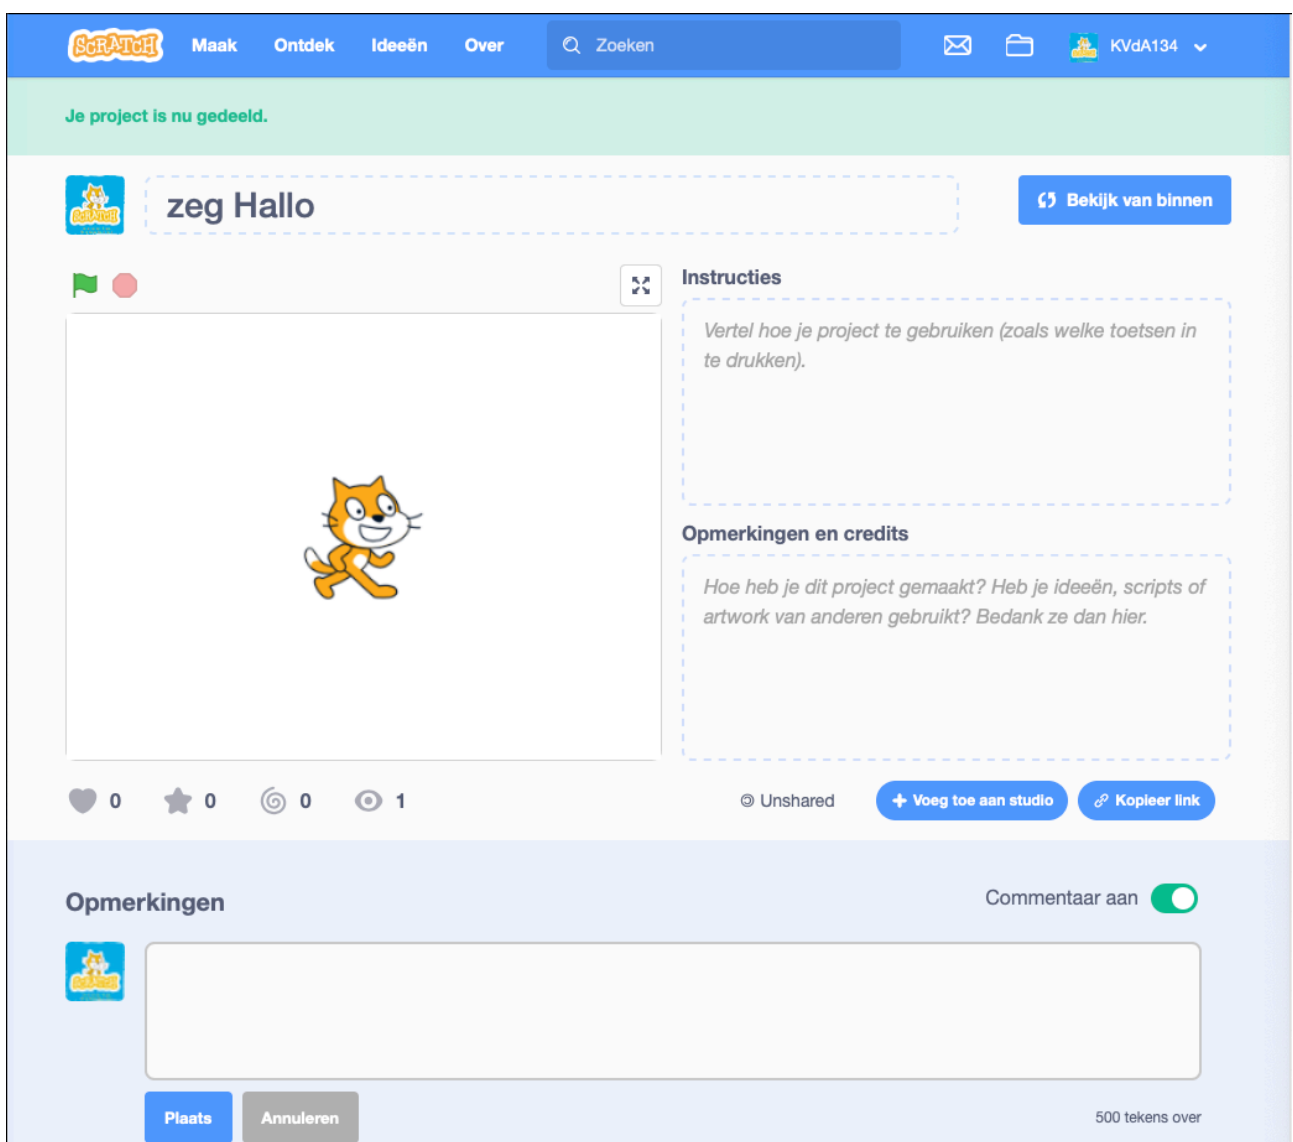 SCRATCH Maak Ontdek Ideeën Over Zoeken KVdA134
Je project is nu gedeeld.
SCRATCH
zeg Hallo
Bekijk van binnen
Instructies
Vertel hoe je project te gebruiken (zoals welke toetsen in
te drukken).
Opmerkingen en credits
Hoe heb je dit project gemaakt? Heb je ideeën, scripts of
artwork van anderen gebruikt? Bedank ze dan hier.
0 0 0 1
Unshared
Voeg toe aan studio
Kopieer link
Opmerkingen
Commentaar aan
SCRATCH
Plaats
Annuleren
500 tekens over